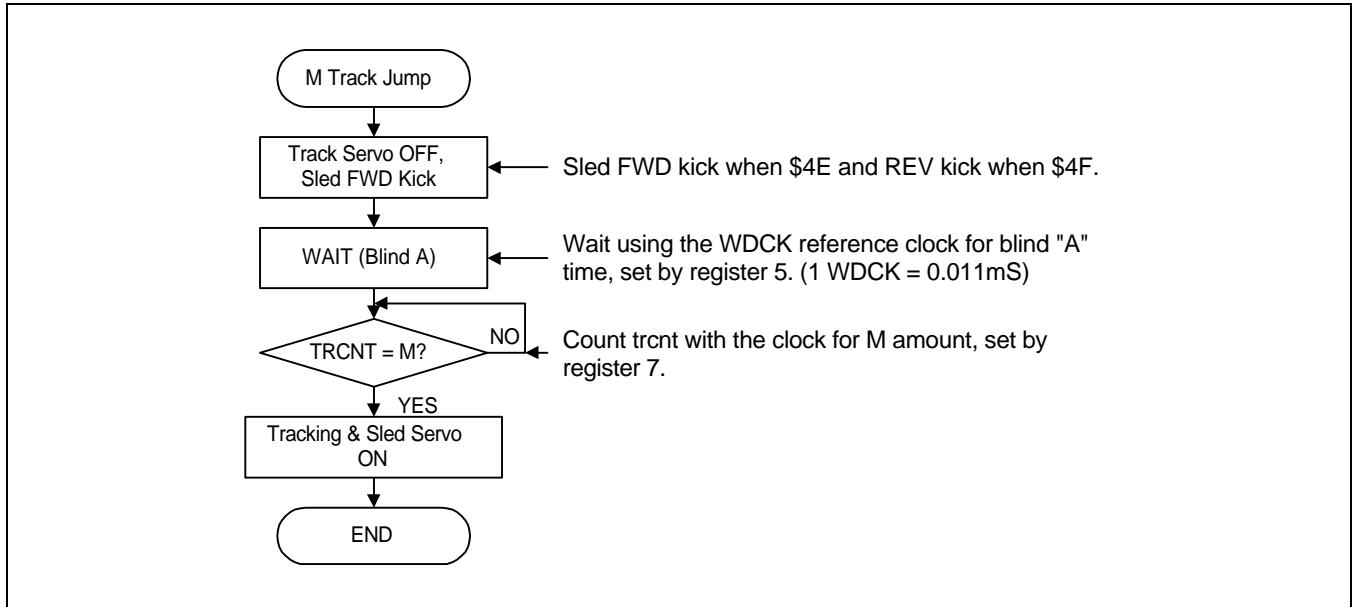 M Track Jump
Track Servo OFF,
Sled FWD Kick
Sled FWD kick when $4E and REV kick when $4F.
WAIT (Blind A)
Wait using the WDCK reference clock for blind "A"
time, set by register 5. (1 WDCK = 0.011mS)
TRCNT = M?
NO
Count trcnt with the clock for M amount, set by
register 7.
YES
Tracking & Sled Servo
ON
END